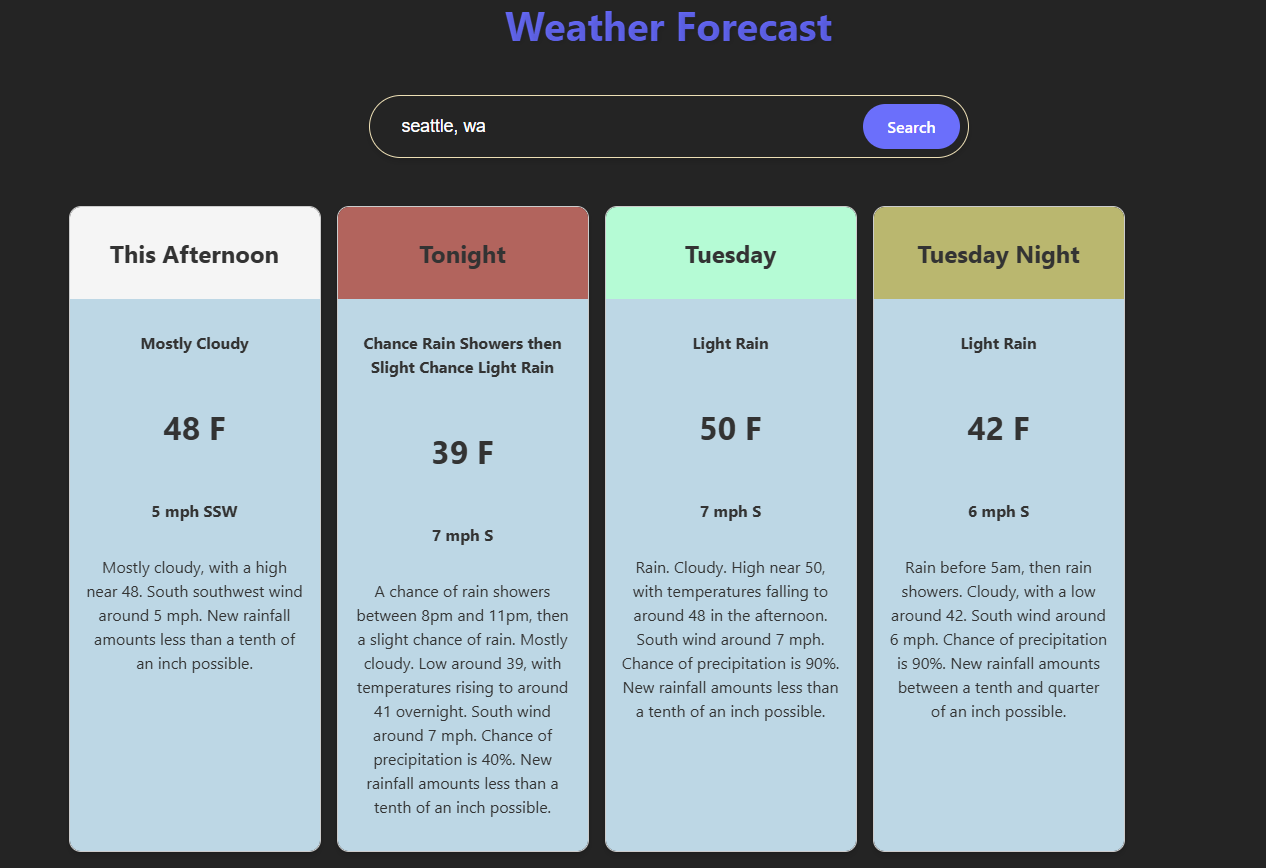 Weather Forecast
seattle, wa
Search
This Afternoon
Mostly Cloudy
48 F
5 mph SSW
Mostly cloudy, with a high
near 48. South southwest wind
around 5 mph. New rainfall
amounts less than a tenth of
an inch possible.
Tonight
Chance Rain Showers then
Slight Chance Light Rain
39 F
7 mph S
A chance of rain showers
between 8pm and 11pm, then
a slight chance of rain. Mostly
cloudy. Low around 39, with
temperatures rising to around
41 overnight. South wind
around 7 mph. Chance of
precipitation is 40%. New
rainfall amounts less than a
tenth of an inch possible.
Tuesday
Light Rain
50 F
7 mph S
Rain. Cloudy. High near 50,
with temperatures falling to
around 48 in the afternoon.
South wind around 7 mph.
Chance of precipitation is 90%.
New rainfall amounts less than
a tenth of an inch possible.
Tuesday Night
Light Rain
42 F
6 mph S
Rain before 5am, then rain
showers. Cloudy, with a low
around 42. South wind around
6 mph. Chance of precipitation
is 90%. New rainfall amounts
between a tenth and quarter
of an inch possible.